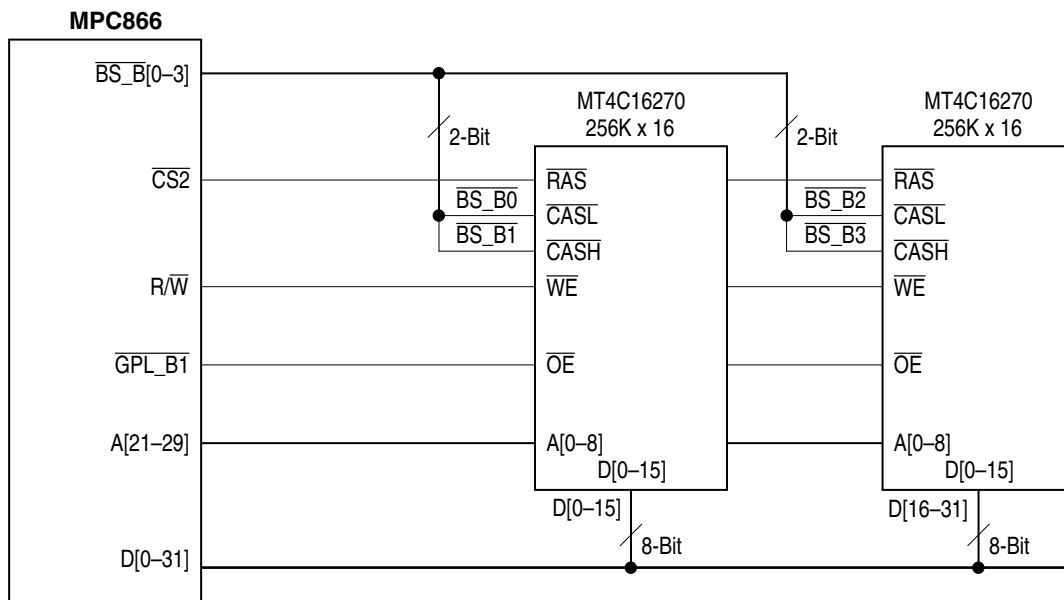 MPC866
BS_B[0–3]
CS2
R/W
GPL_B1
A[21–29]
D[0–31]
2-Bit
BS_B0
BS_B1
MT4C16270
256K x 16
RAS
CASL
CASH
WE
OE
A[0–8]
D[0–15]
D[0–15]
8-Bit
2-Bit
BS_B2
BS_B3
MT4C16270
256K x 16
RAS
CASL
CASH
WE
OE
A[0–8]
D[0–15]
D[16–31]
8-Bit